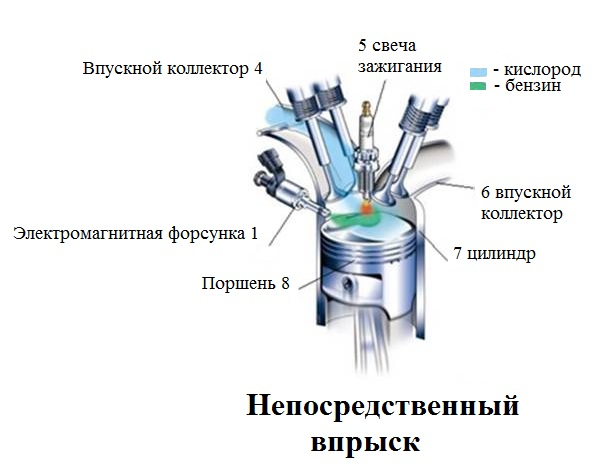 5 свеча
зажигания
Впускной коллектор 4
- кислород
- бензин
6 впускной
коллектор
Электромагнитная форсунка 1
7 цилиндр
Поршень 8
Непосредственный
впрыск